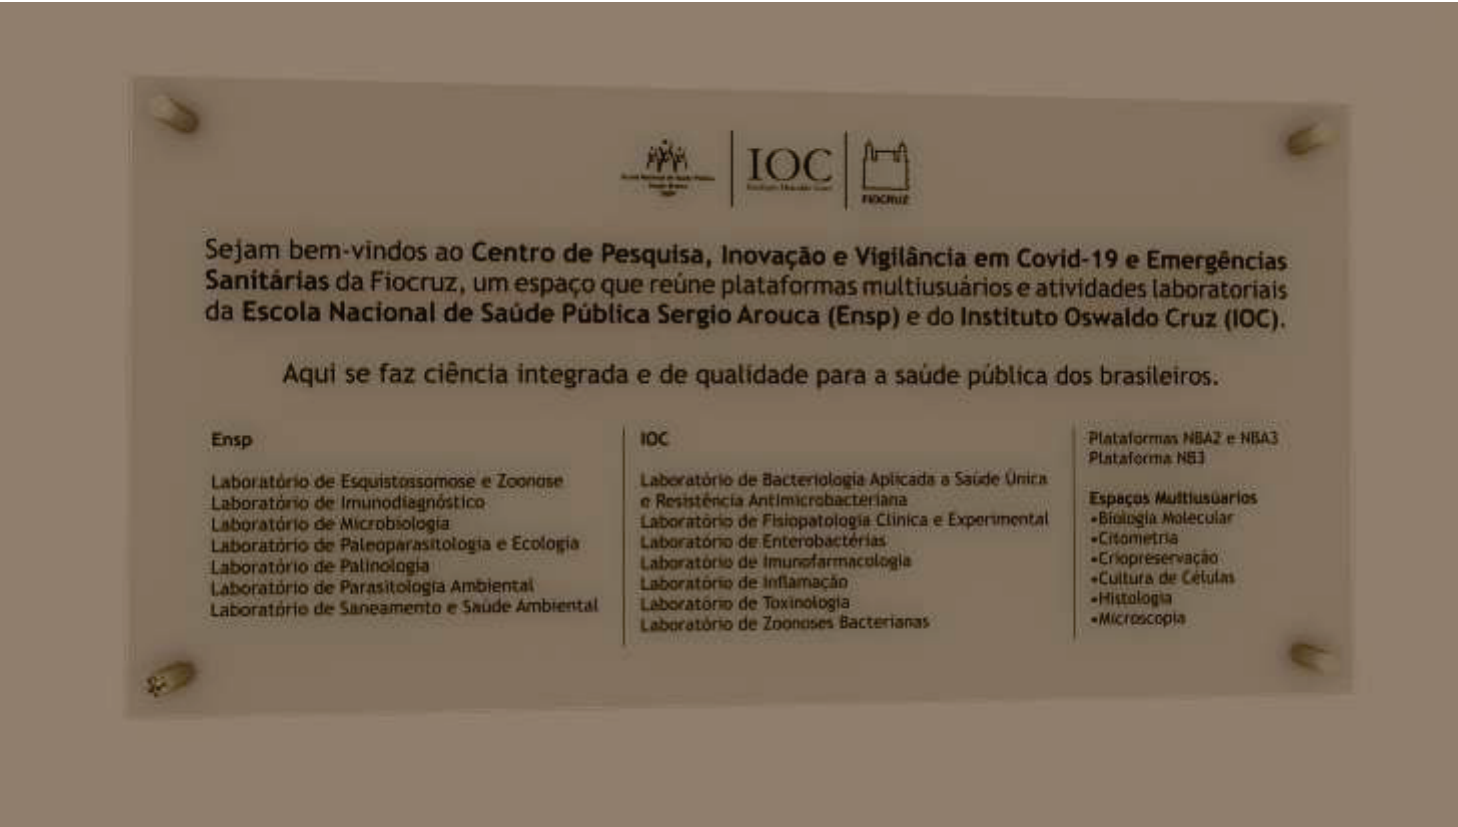 IOC
FIOCRUZ
Sejam bem-vindos ao Centro de Pesquisa, Inovação e Vigilância em Covid-19 e Emergências
Sanitárias da Fiocruz, um espaço que reúne plataformas multiusuários e atividades laboratoriais
da Escola Nacional de Saúde Pública Sergio Arouca (Ensp) e do Instituto Oswaldo Cruz (IOC).
Aqui se faz ciência integrada e de qualidade para a saúde pública dos brasileiros.
Ensp
Laboratório de Esquistossomose e Zoonose
Laboratório de Imunodiagnóstico
Laboratório de Microbiologia
Laboratório de Paleoparasitologia e Ecologia
Laboratório de Palinologia
Laboratório de Parasitologia Ambiental
Laboratório de Saneamento e Saúde Ambiental
IOC
Laboratório de Bacteriologia Aplicada a Saúde Única
e Resistência Antimicrobacteriana
Laboratório de Fisiopatologia Clínica e Experimental
Laboratório de Enterobactérias
Laboratório de Imunofarmacologia
Laboratório de Inflamação
Laboratório de Toxinologia
Laboratório de Zoonoses Bacterianas
Plataformas NBA2 e NBA3
Plataforma NB3
Espaços Multiusuarios
•Biologia Molecular
•Citometria
•Criopreservação
•Cultura de Células
•Histologia
•Microscopia